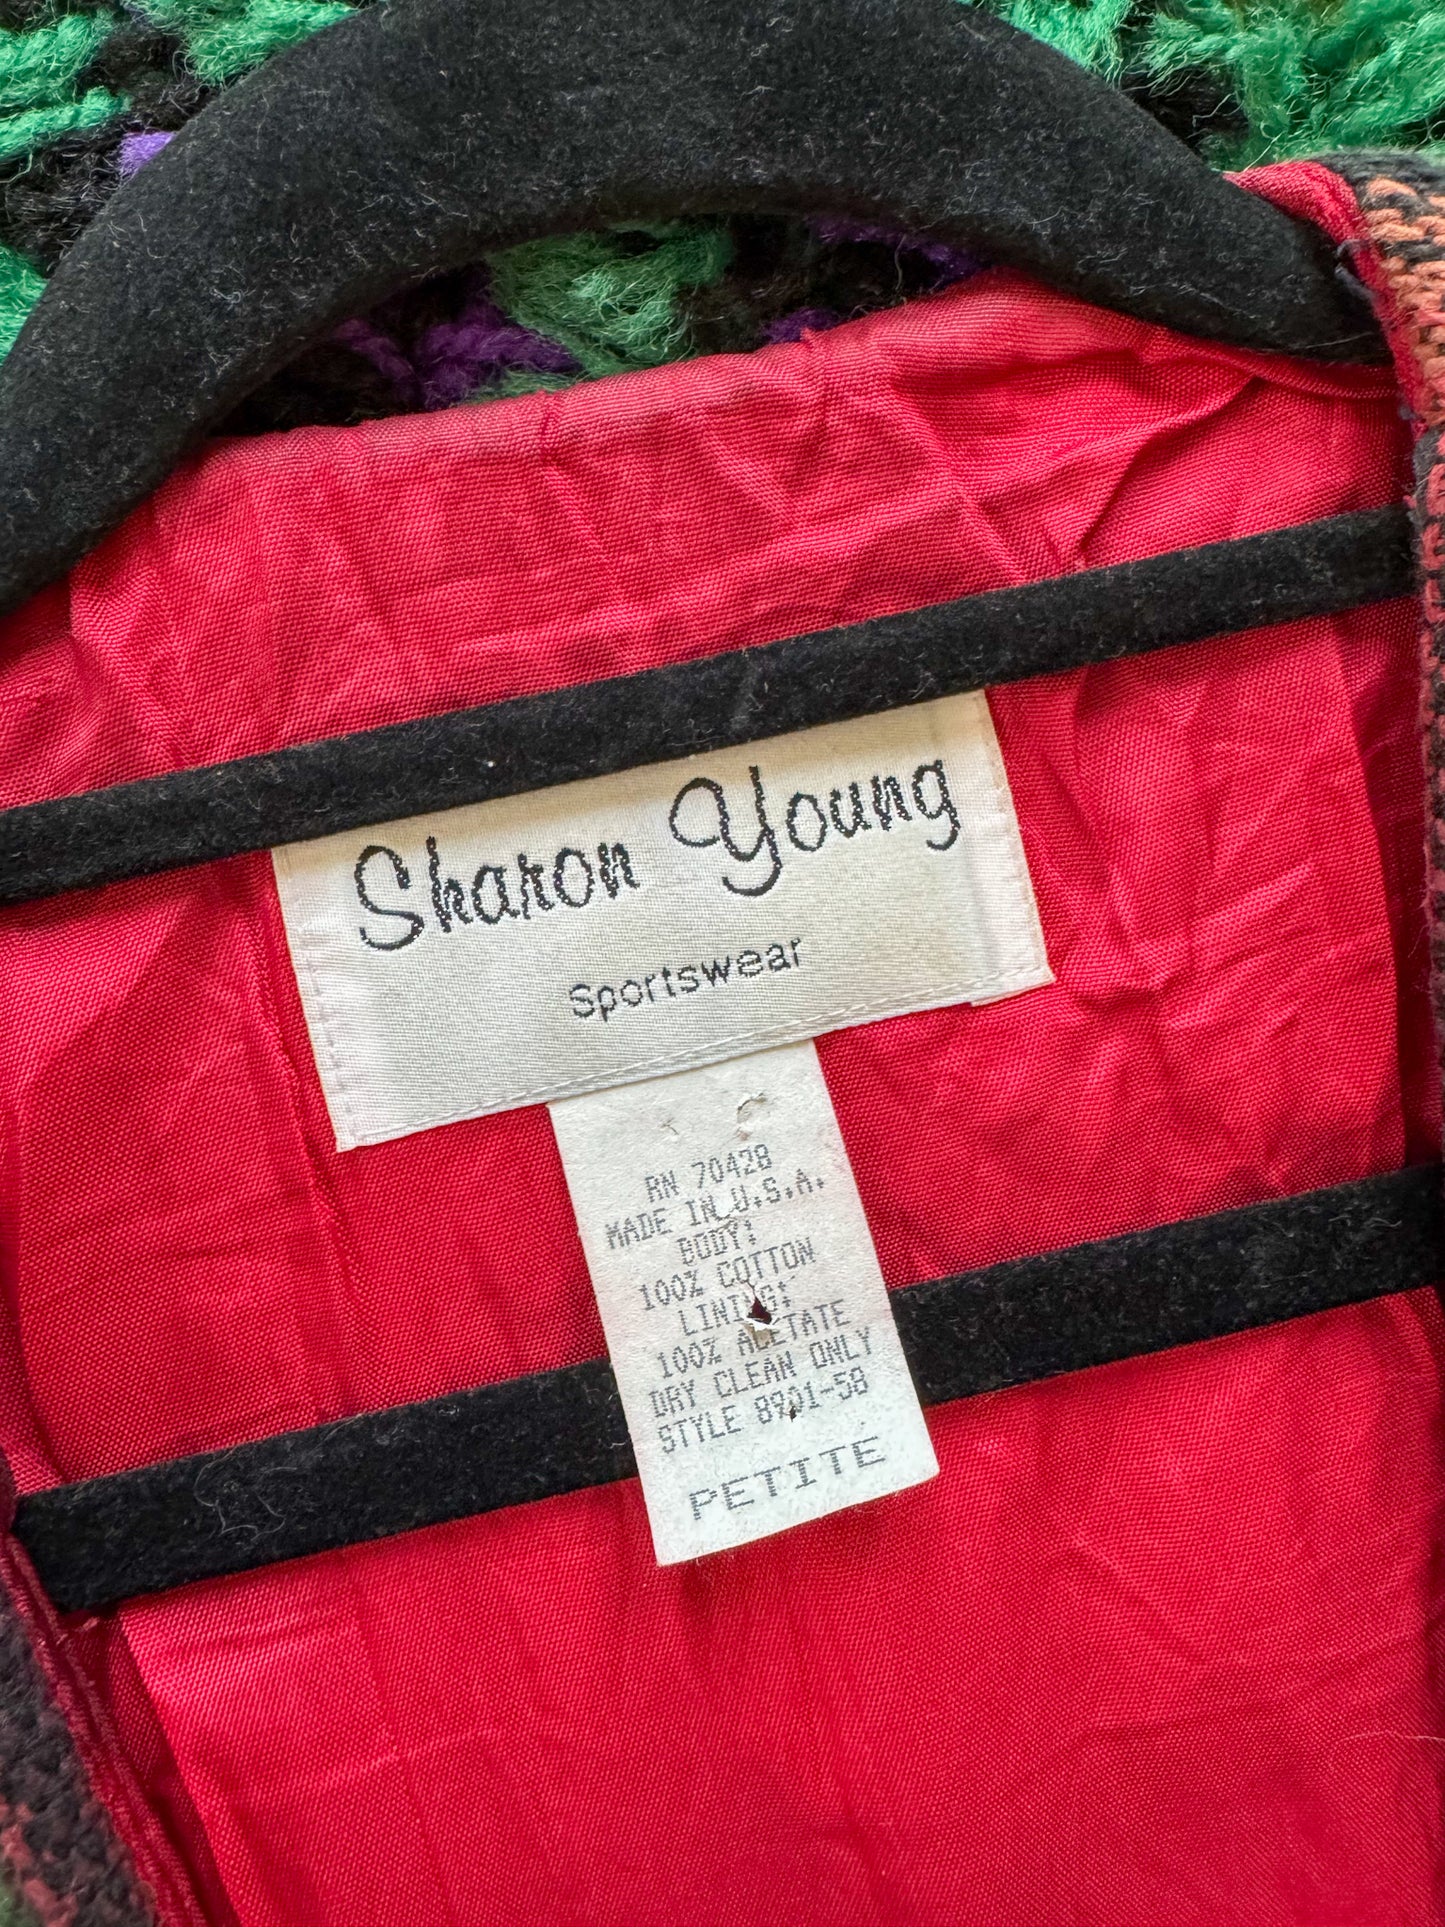 Sharon Young
sportswear
RN 70428
MADE IN U.S.A.
BODY:
100% COTTON
LINING:
100% ACETATE
DRY CLEAN ONLY
STYLE 8901-58
PETITE